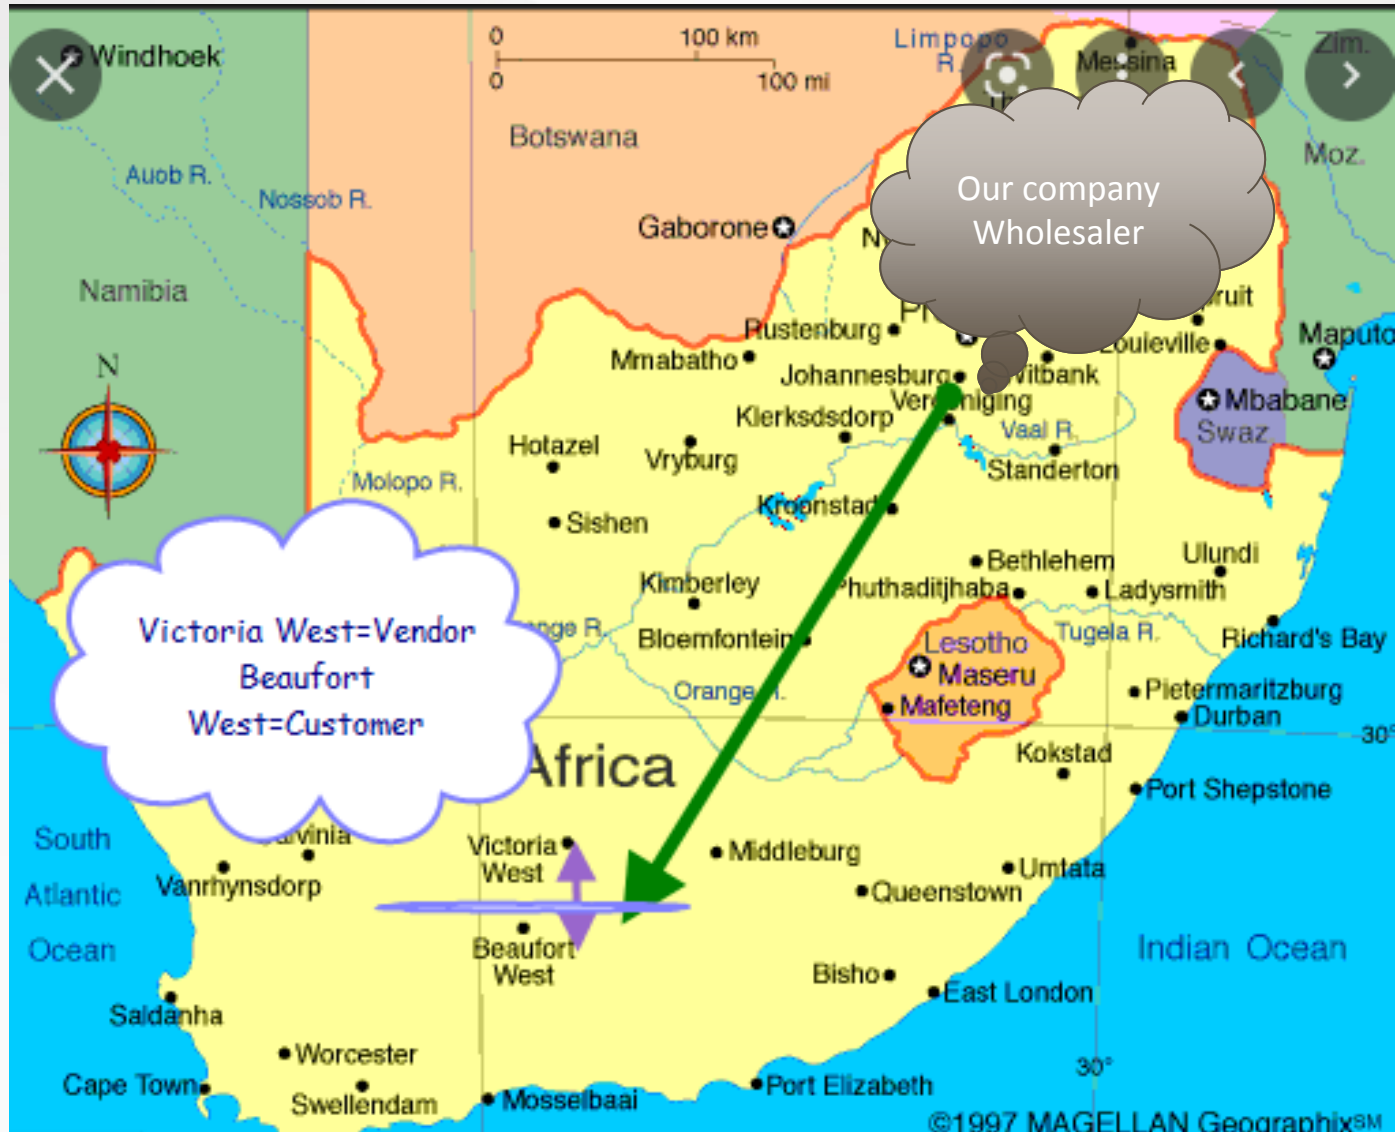 Windhoek
0
100 km
0
100 mi
Limpopo
R.
Messina
Zim.
Botswana
Moz.
Auob R.
Nossob R.
Our company
Wholesaler
Gaborone
Namibia
N
Rustenburg
Maputo
Mmabatho
Louieville
Johannesburg
Witbank
Klerksdsdorp
Vereeniging
Mbabane
Vaal R.
Swaz
Hotazel
Vryburg
Standerton
Molopo R.
Kroonstad
Sishen
Bethlehem
Ulundi
Kimberley
Phuthaditjhaba
Ladysmith
Victoria West=Vendor
Beaufort
West=Customer
Bloemfontein
Lesotho
Tugela R.
Richard's Bay
Maseru
Orange R.
Pietermaritzburg
Mafeteng
Durban
30°
Africa
Kokstad
Port Shepstone
South
Atlantic
Ocean
Victoria
West
Middleburg
Umtata
Vanrhynsdorp
Queenstown
Beaufort
West
Indian Ocean
Bisho
East London
Saldanha
Worcester
30°
Cape Town
Swellendam
Mosselbaai
Port Elizabeth
©1997 MAGELLAN Geographix℠